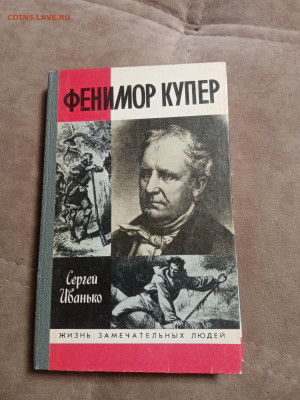 COINS.LAVE.RU
ФЕНИМОР КУПЕР
Сергей
Иванько
ЖИЗНЬ ЗАМЕЧАТЕЛЬНЫХ ЛЮДЕЙ